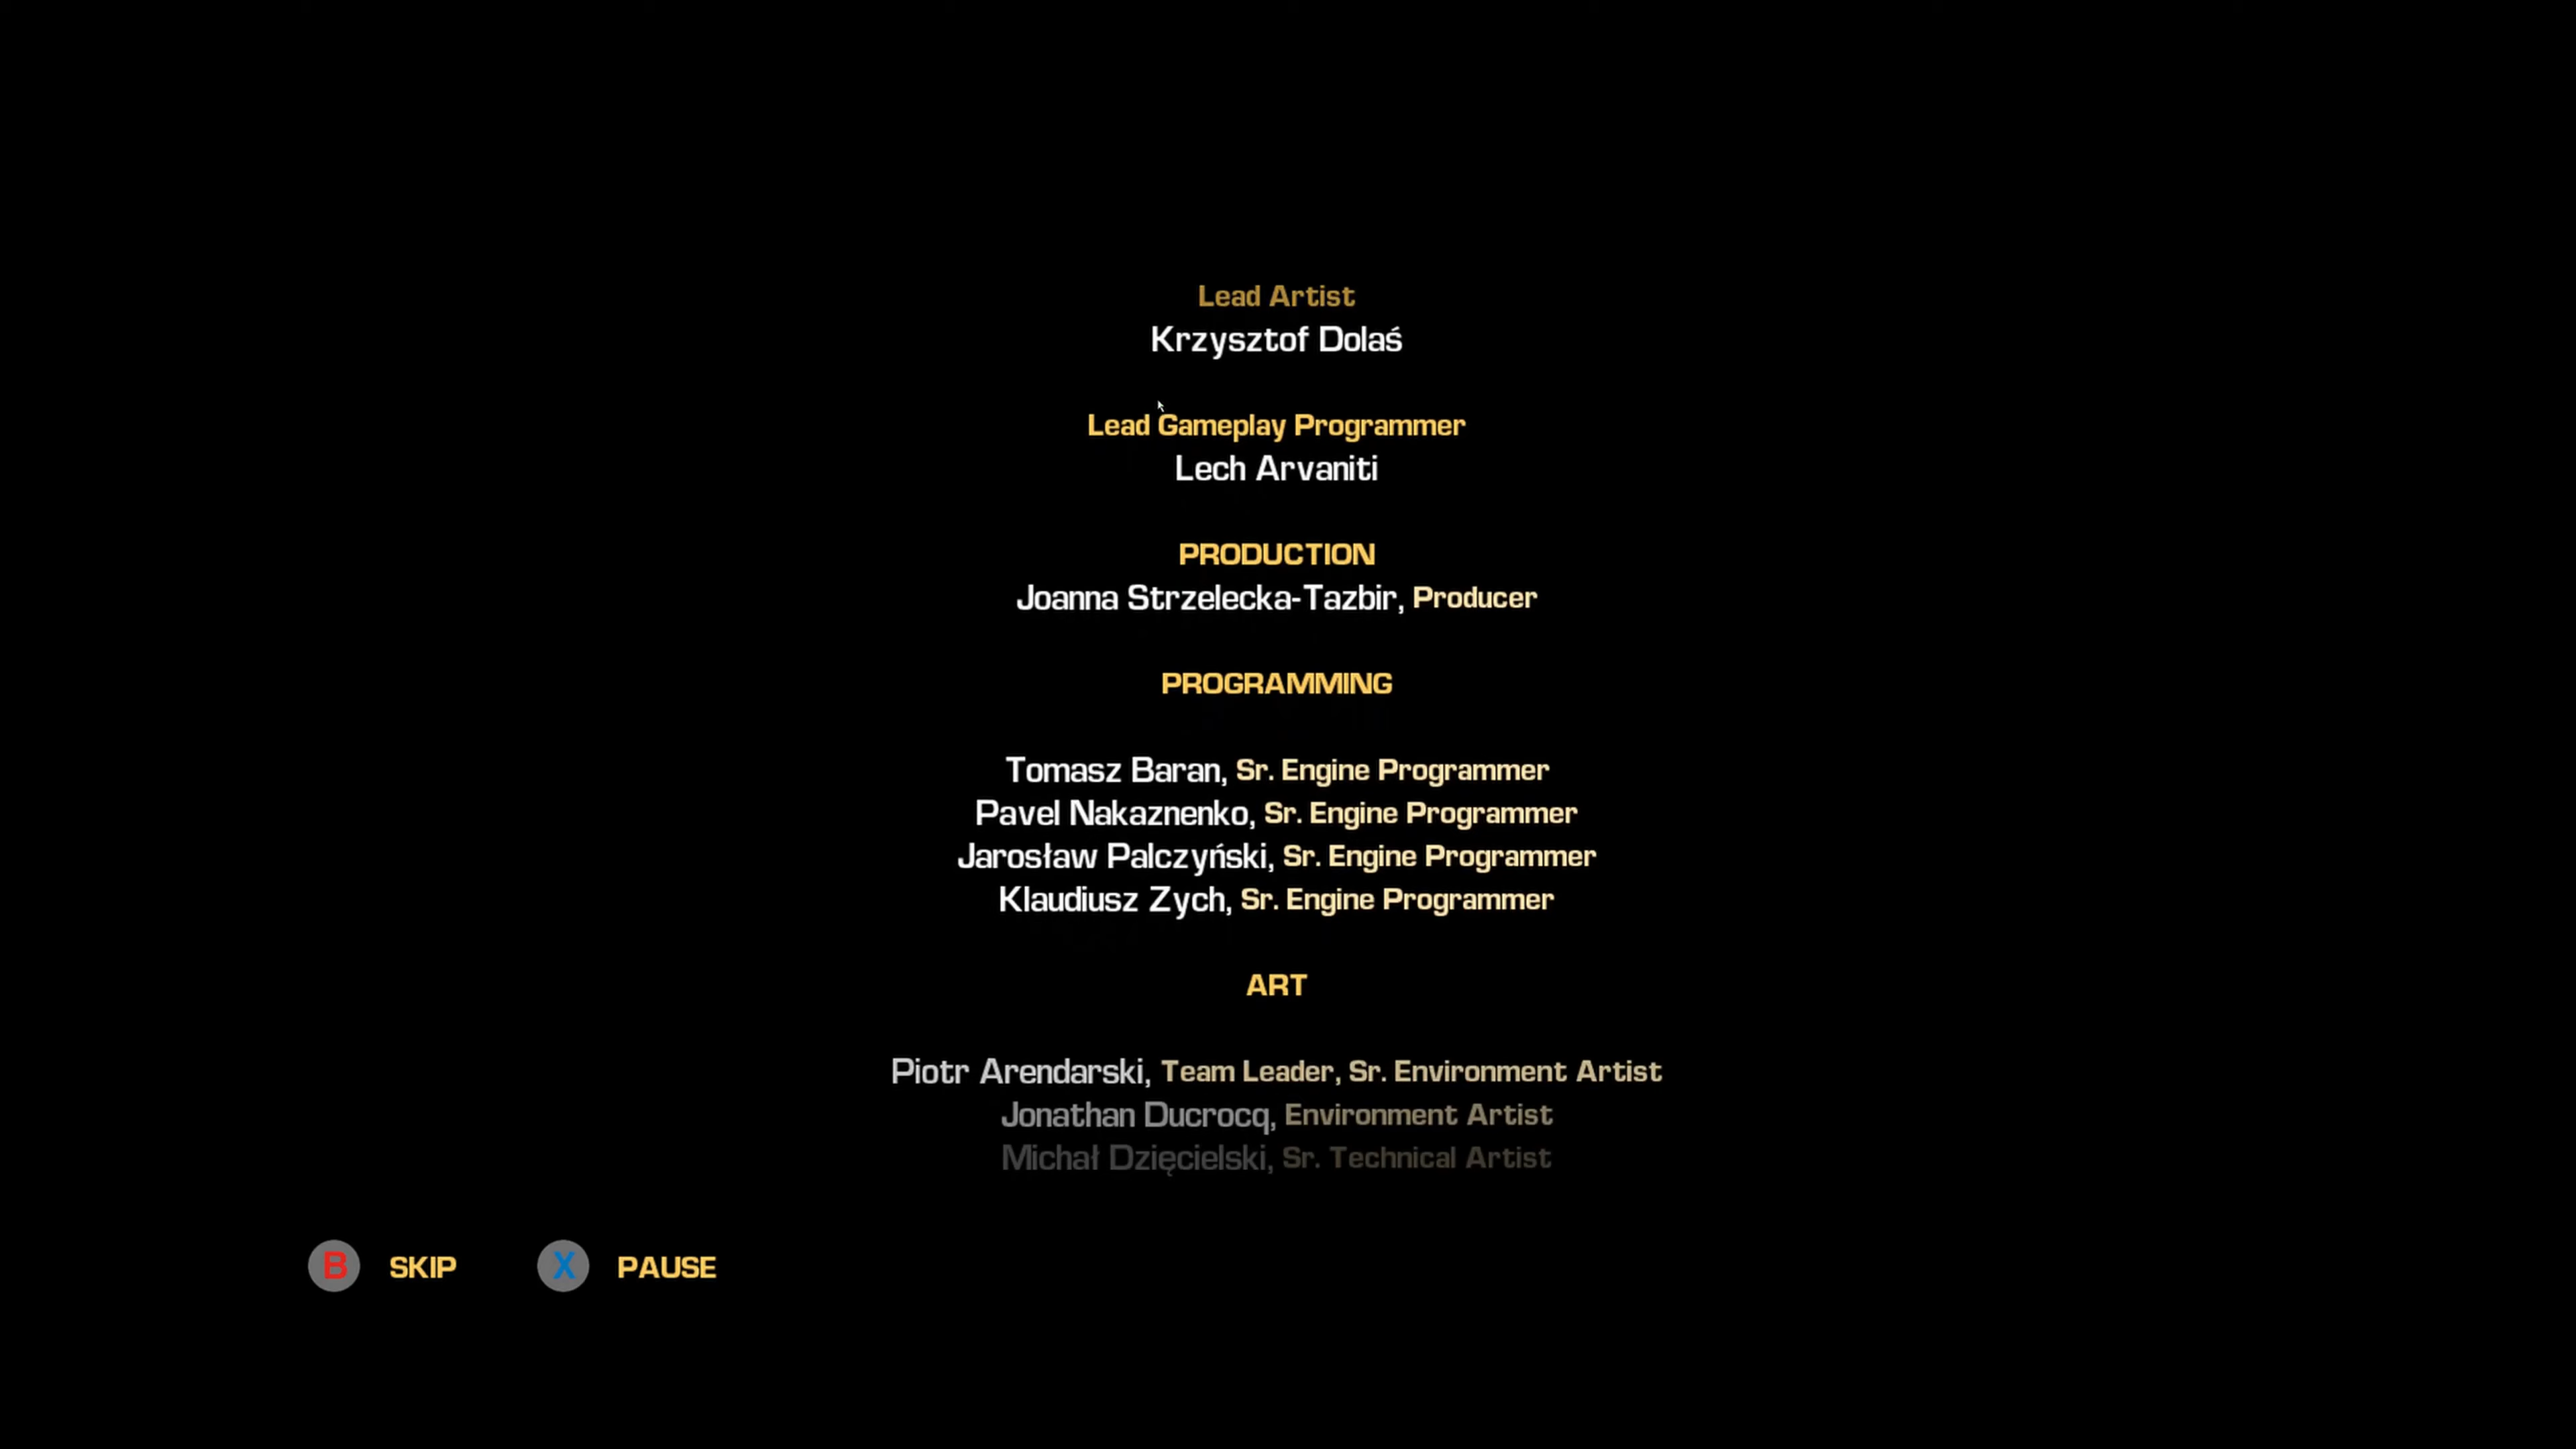 Lead Artist
Krzysztof Dolaś
Lead Gameplay Programmer
Lech Arvaniti
PRODUCTION
Joanna Strzelecka-Tazbir, Producer
PROGRAMMING
Tomasz Baran, Sr. Engine Programmer
Pavel Nakaznenko, Sr. Engine Programmer
Jarosław Palczyński, Sr. Engine Programmer
Klaudiusz Zych, Sr. Engine Programmer
ART
Piotr Arendarski, Team Leader, Sr. Environment Artist
Jonathan Ducrocq, Environment Artist
Michał Dzięcielski, Sr. Technical Artist
B SKIP X PAUSE